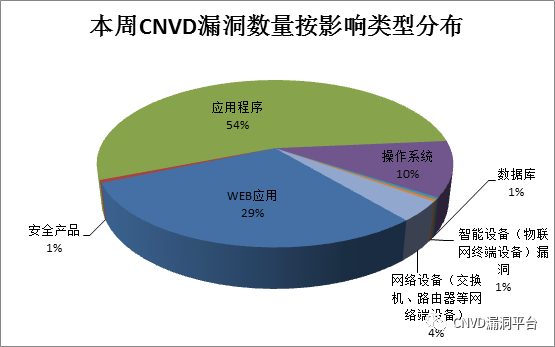 本周CNVD漏洞数量按影响类型分布
应用程序
54%
操作系统
10%
数据库
1%
智能设备（物联
网终端设备）漏
洞
1%
网络设备（交换
机、路由器等网
络端设备）
4%
WEB应用
29%
安全产品
1%
CNVD漏洞平台